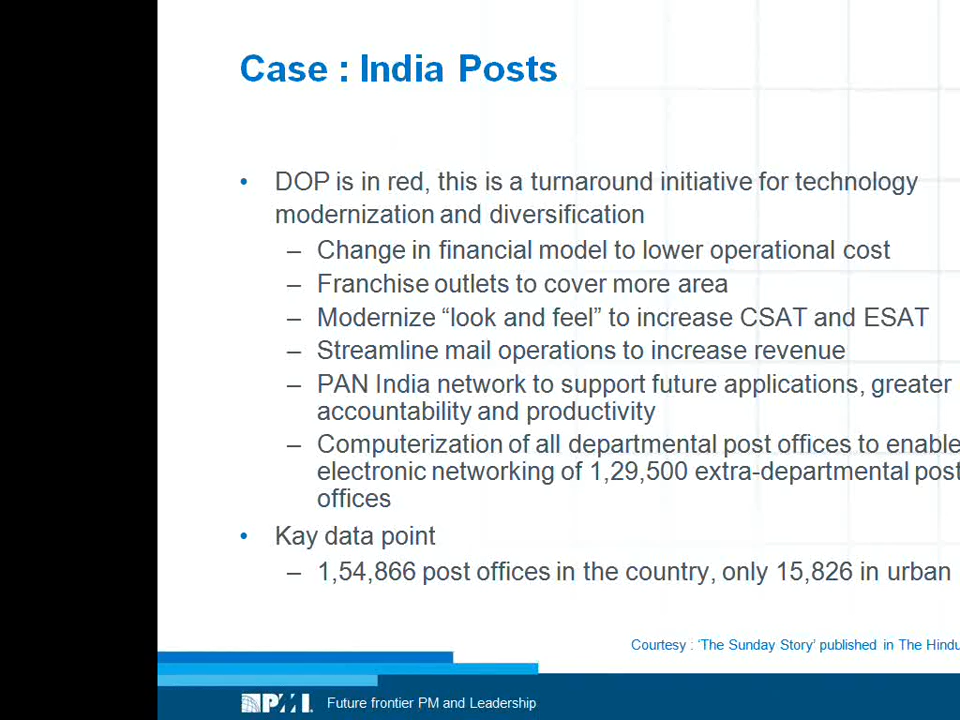 Case : India Posts
• DOP is in red, this is a turnaround initiative for technology
modernization and diversification
– Change in financial model to lower operational cost
– Franchise outlets to cover more area
– Modernize “look and feel” to increase CSAT and ESAT
– Streamline mail operations to increase revenue
– PAN India network to support future applications, greater
accountability and productivity
– Computerization of all departmental post offices to enable
electronic networking of 1,29,500 extra-departmental post
offices
• Kay data point
– 1,54,866 post offices in the country, only 15,826 in urban
Courtesy : ‘The Sunday Story’ published in The Hindu
PMI Future frontier PM and Leadership